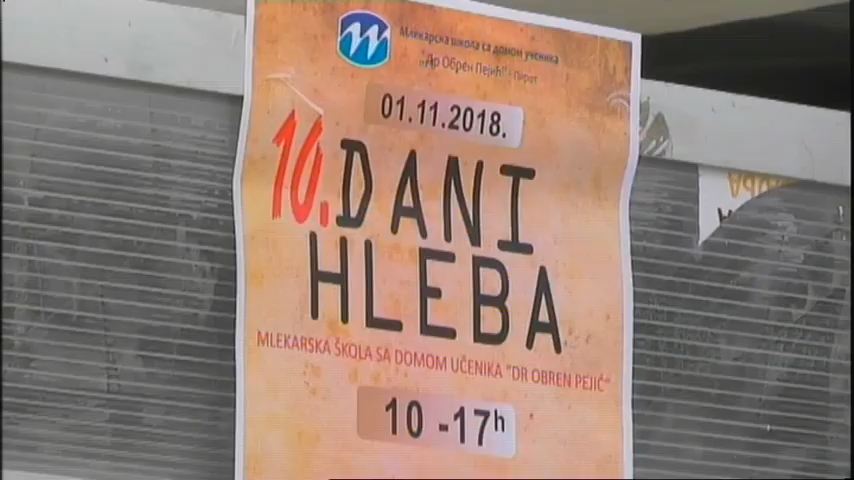 Млекарска школа са домом ученика
„Др Обрен Пејић" - Пирот
01.11.2018.
10. DANI
HLEBA
MLEKARSKA ŠKOLA SA DOMOM UČENIKA "DR OBREN PEJIĆ"
10 -17h